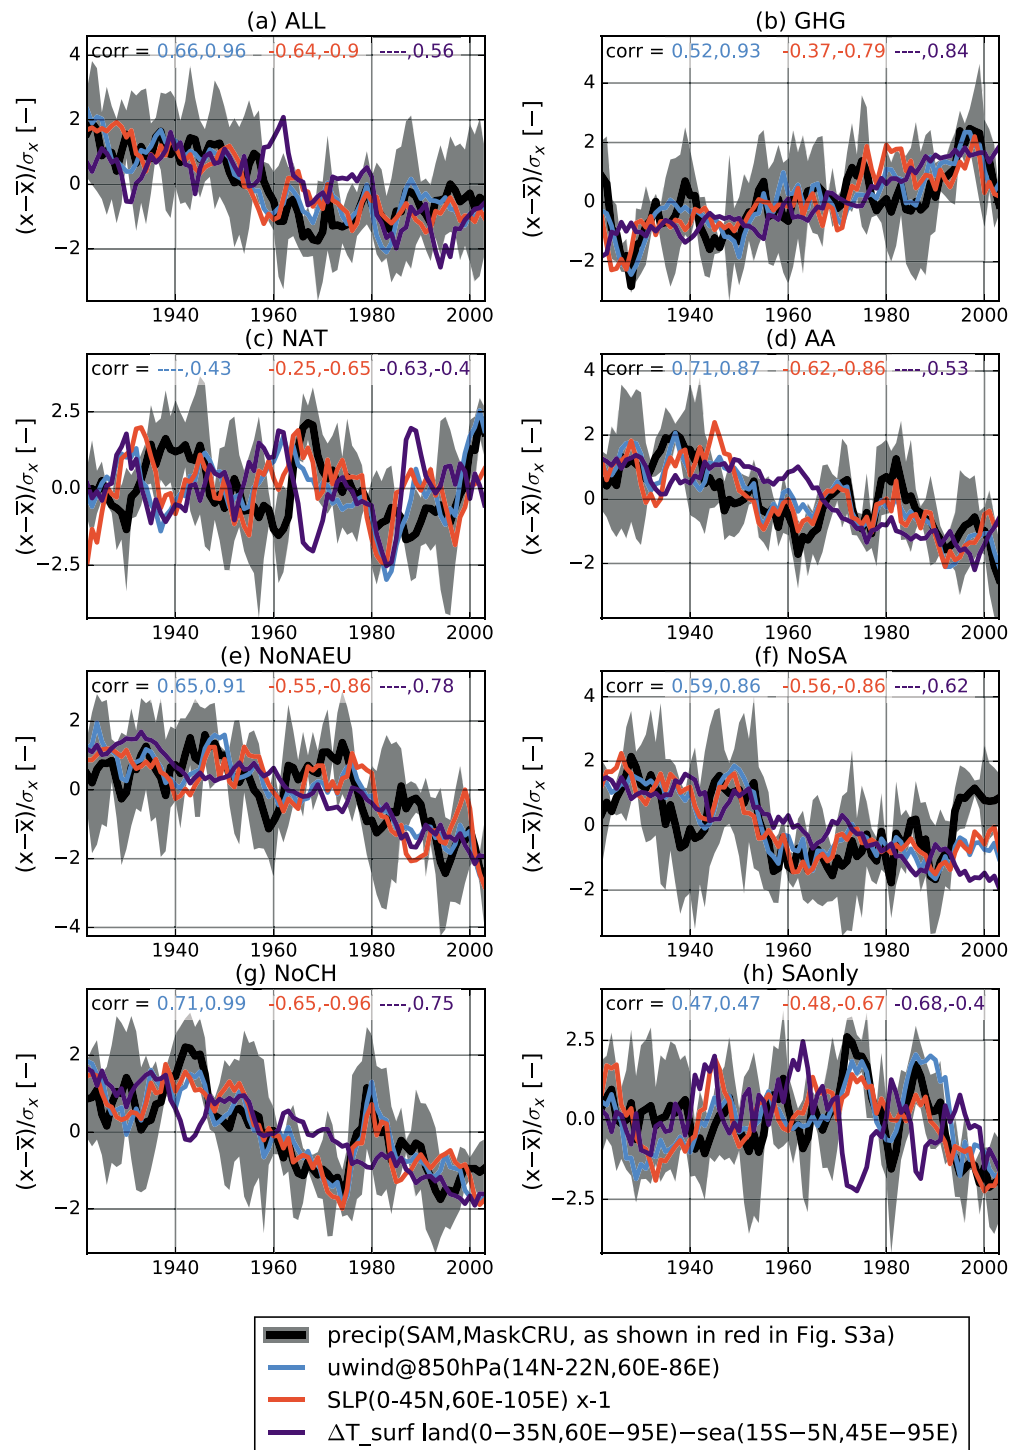 (a) ALL
corr = 0.66,0.96 -0.64,-0.9 ----,0.56
(x−x̅)/σx [−]
4
2
0
−2
1940 1960 1980 2000
(b) GHG
corr = 0.52,0.93 -0.37,-0.79 ----,0.84
(x−x̅)/σx [−]
4
2
0
−2
1940 1960 1980 2000
(c) NAT
corr = ----,0.43 -0.25,-0.65 -0.63,-0.4
(x−x̅)/σx [−]
2.5
0.0
−2.5
1940 1960 1980 2000
(d) AA
corr = 0.71,0.87 -0.62,-0.86 ----,0.53
(x−x̅)/σx [−]
4
2
0
−2
1940 1960 1980 2000
(e) NoNAEU
corr = 0.65,0.91 -0.55,-0.86 ----,0.78
(x−x̅)/σx [−]
2
0
−2
−4
1940 1960 1980 2000
(f) NoSA
corr = 0.59,0.86 -0.56,-0.86 ----,0.62
(x−x̅)/σx [−]
4
2
0
−2
1940 1960 1980 2000
(g) NoCH
corr = 0.71,0.99 -0.65,-0.96 ----,0.75
(x−x̅)/σx [−]
2
0
−2
1940 1960 1980 2000
(h) SAonly
corr = 0.47,0.47 -0.48,-0.67 -0.68,-0.4
(x−x̅)/σx [−]
2.5
0.0
−2.5
1940 1960 1980 2000
precip(SAM,MaskCRU, as shown in red in Fig. S3a)
uwind@850hPa(14N-22N,60E-86E)
SLP(0-45N,60E-105E) x-1
ΔT_surf land(0−35N,60E−95E)−sea(15S−5N,45E−95E)